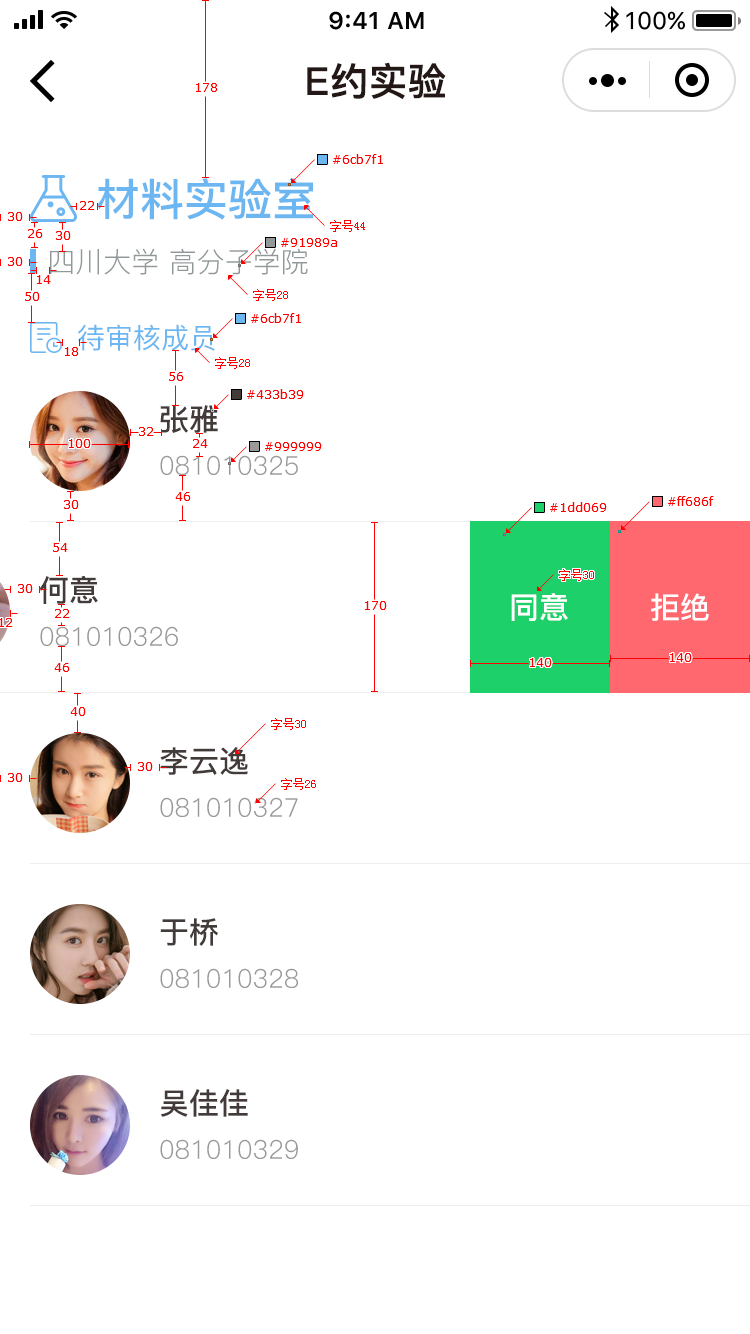 9:41 AM 100%
E约实验
178
#6cb7f1
材料实验室
30 22
字号44
26 30
#91989a
四川大学 高分子学院
30 14
字号28
50
#6cb7f1
待审核成员
18
字号28
56
#433b39
张雅
100 32 24
#999999
081010325
46
30
#1dd069 #ff686f
54
字号30
30 何意
170
同意 拒绝
12 22
081010326
140 140
46
40
字号30
30 30 李云逸
字号26
081010327
于桥
081010328
吴佳佳
081010329